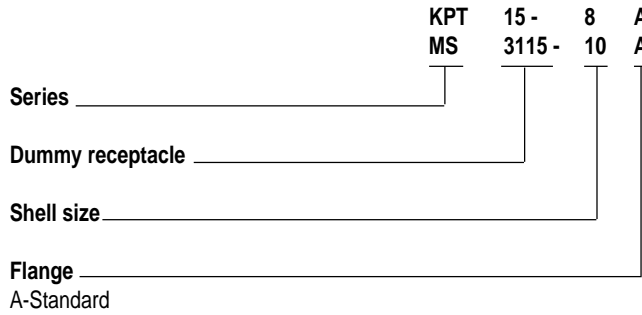 KPT 15 - 8 A
MS 3115 - 10 A
Series
Dummy receptacle
Shell size
Flange
A-Standard